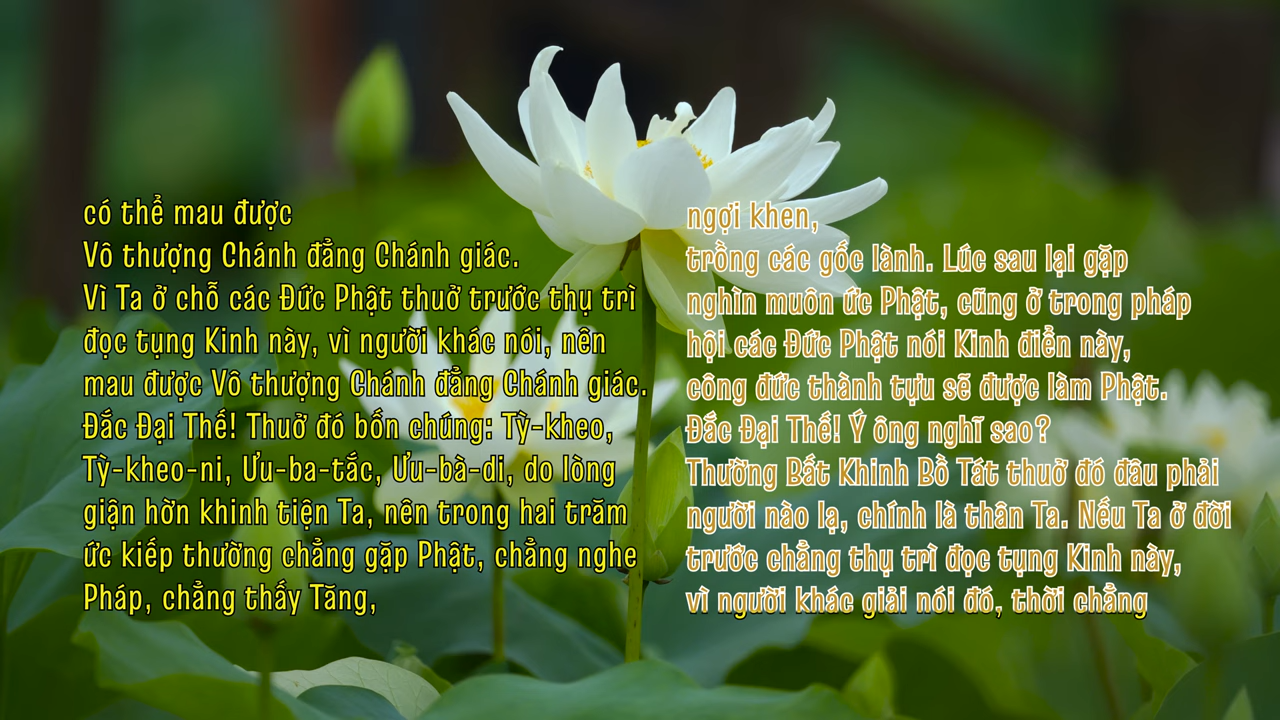 có thể mau được
Vô thượng Chánh đẳng Chánh giác.
Vì Ta ở chỗ các Đức Phật thuở trước thụ trì
đọc tụng Kinh này, vì người khác nói, nên
mau được Vô thượng Chánh đẳng Chánh giác.
Đắc Đại Thế! Thuở đó bốn chúng: Tỳ-kheo,
Tỳ-kheo-ni, Ưu-ba-tắc, Ưu-bà-di, do lòng
giận hờn khinh tiện Ta, nên trong hai trăm
ức kiếp thường chẳng gặp Phật, chẳng nghe
Pháp, chẳng thấy Tăng,
ngợi khen,
trồng các gốc lành. Lúc sau lại gặp
nghìn muôn ức Phật, cũng ở trong pháp
hội các Đức Phật nói Kinh điển này,
công đức thành tựu sẽ được làm Phật.
Đắc Đại Thế! Ý ông nghĩ sao?
Thường Bất Khinh Bồ Tát thuở đó đâu phải
người nào lạ, chính là thân Ta. Nếu Ta ở đời
trước chẳng thụ trì đọc tụng Kinh này,
vì người khác giải nói đó, thời chẳng